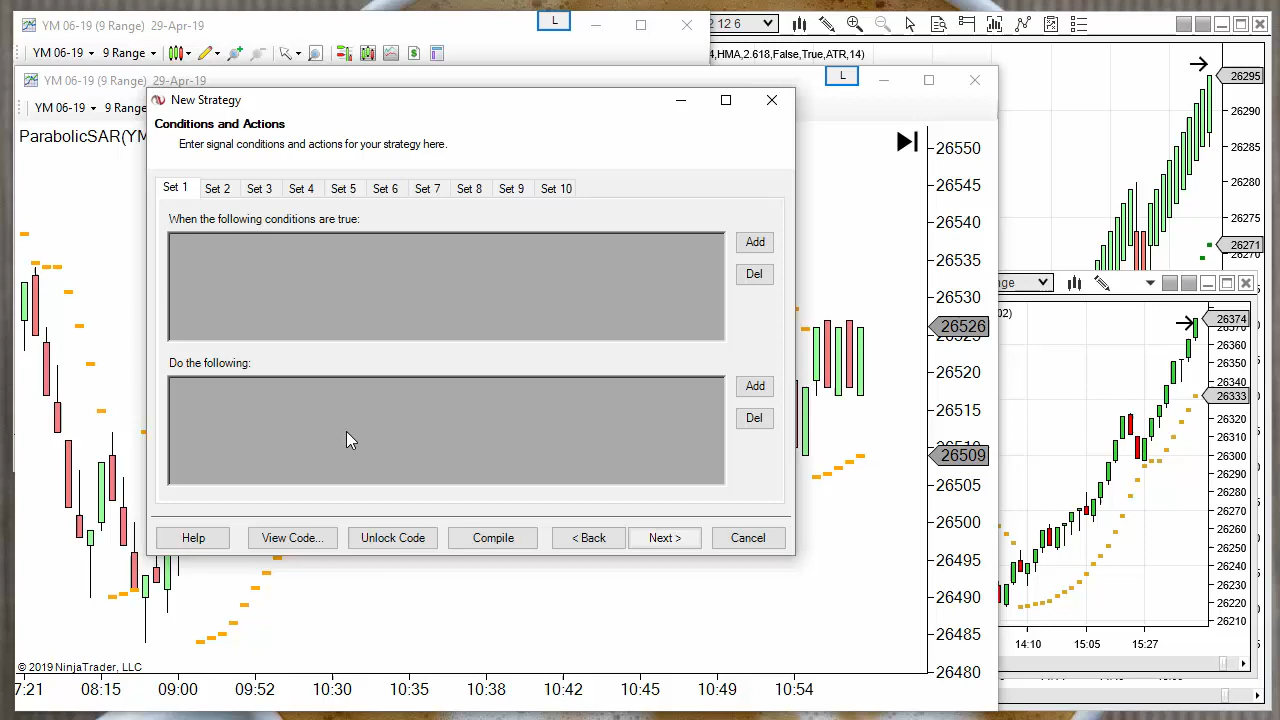 YM 06-19 (9 Range) 29-Apr-19
L
2 12 6
YM 06-19 9 Range
,HMA,2.618,False,True,ATR,14)
YM 06-19 (9 Range) 29-Apr-19
L
YM 06-19 9 Rang
ParabolicSAR(YM
New Strategy
Conditions and Actions
Enter signal conditions and actions for your strategy here.
Set 1 Set 2 Set 3 Set 4 Set 5 Set 6 Set 7 Set 8 Set 9 Set 10
When the following conditions are true:
Add
Del
Do the following:
Add
Del
Help View Code... Unlock Code Compile < Back Next > Cancel
26550
26545
26540
26535
26530
26526
26520
26515
26509
26505
26500
26495
26490
26485
26480
© 2019 NinjaTrader, LLC
7:21 08:15 09:00 09:52 10:30 10:35 10:38 10:42 10:45 10:49 10:54
26295
26290
26285
26280
26275
26271
26270
nge
02)
26374
26360
26350
26340
26333
26320
26310
26300
26290
26280
26270
26260
26250
26240
26230
26220
26210
14:10 15:05 15:27